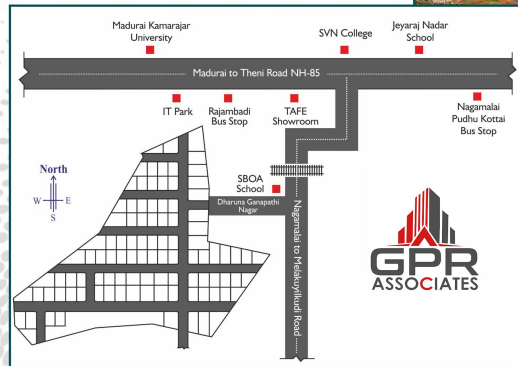 Madurai Kamarajar
University
SVN College
Jeyaraj Nadar
School
Madurai to Theni Road NH-85
IT Park
Rajambadi
Bus Stop
TAFE
Showroom
Nagamalai
Pudhu Kottai
Bus Stop
North
W
E
S
SBOA
School
Dharuna Ganapathi
Nagar
Nagamalai to Melakuyilkudi Road
GPR
ASSOCIATES